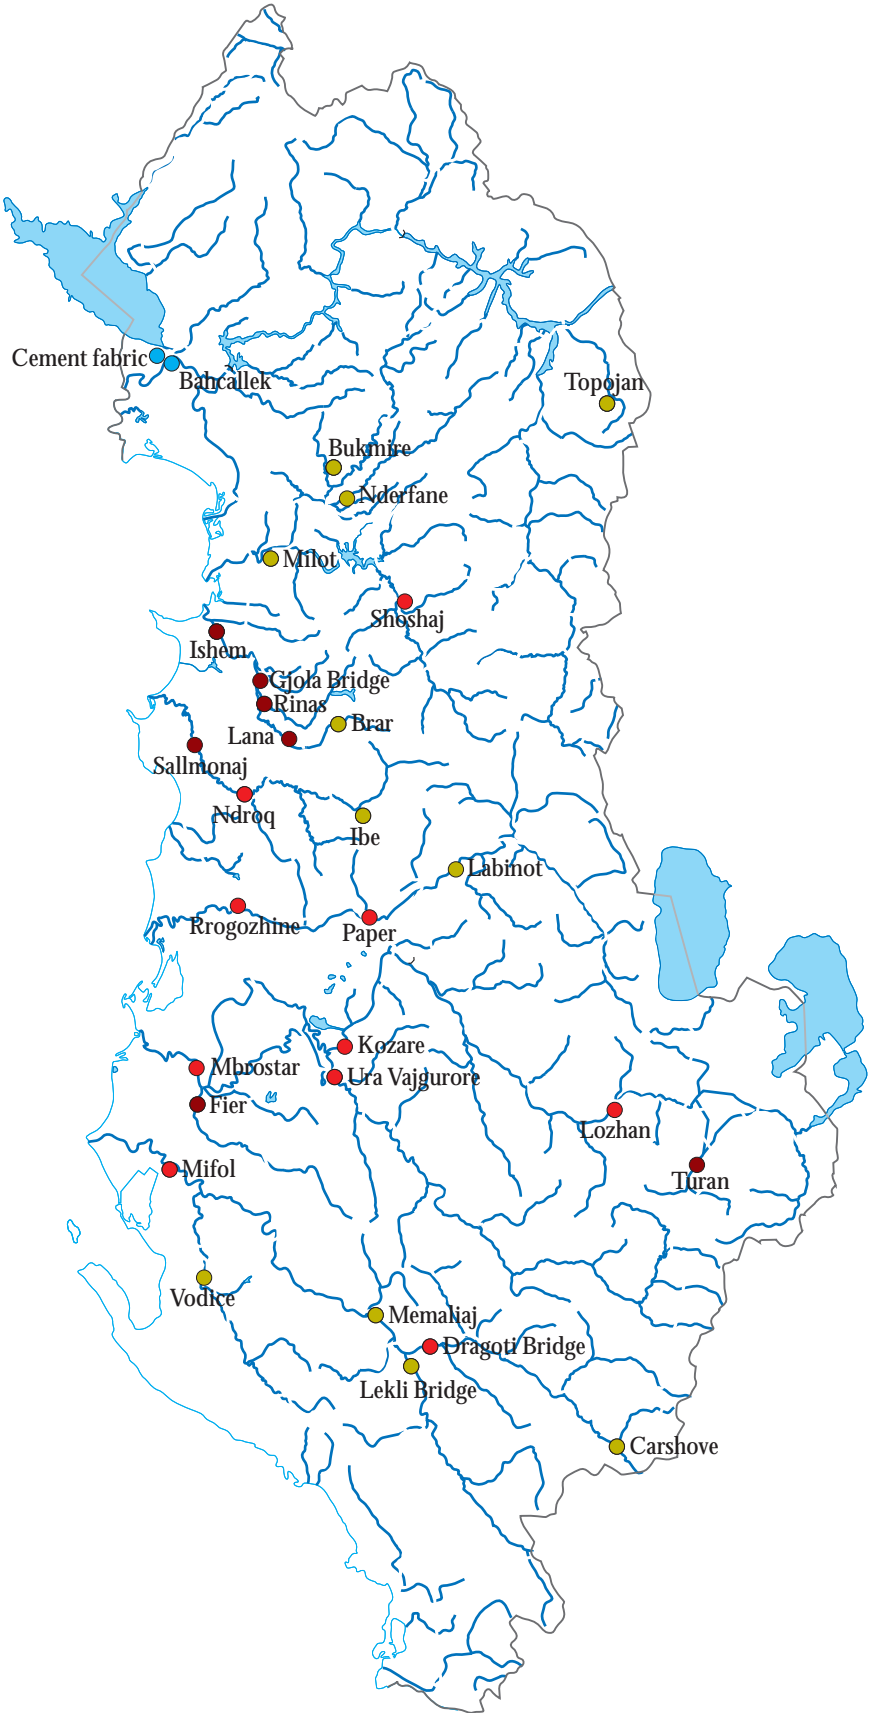 Cement fabric
Bahcallek
Topojan
Bukmire
Nderfane
Milot
Shoshaj
Ishem
Gjola Bridge
Rinas
Brar
Lana
Sallmonaj
Ndroq
Ibe
Labinot
Rrogozhine
Paper
Kozare
Mbrostar
Ura Vajgurore
Fier
Lozhan
Mifol
Turan
Vodice
Memaliaj
Dragoti Bridge
Lekli Bridge
Carshove